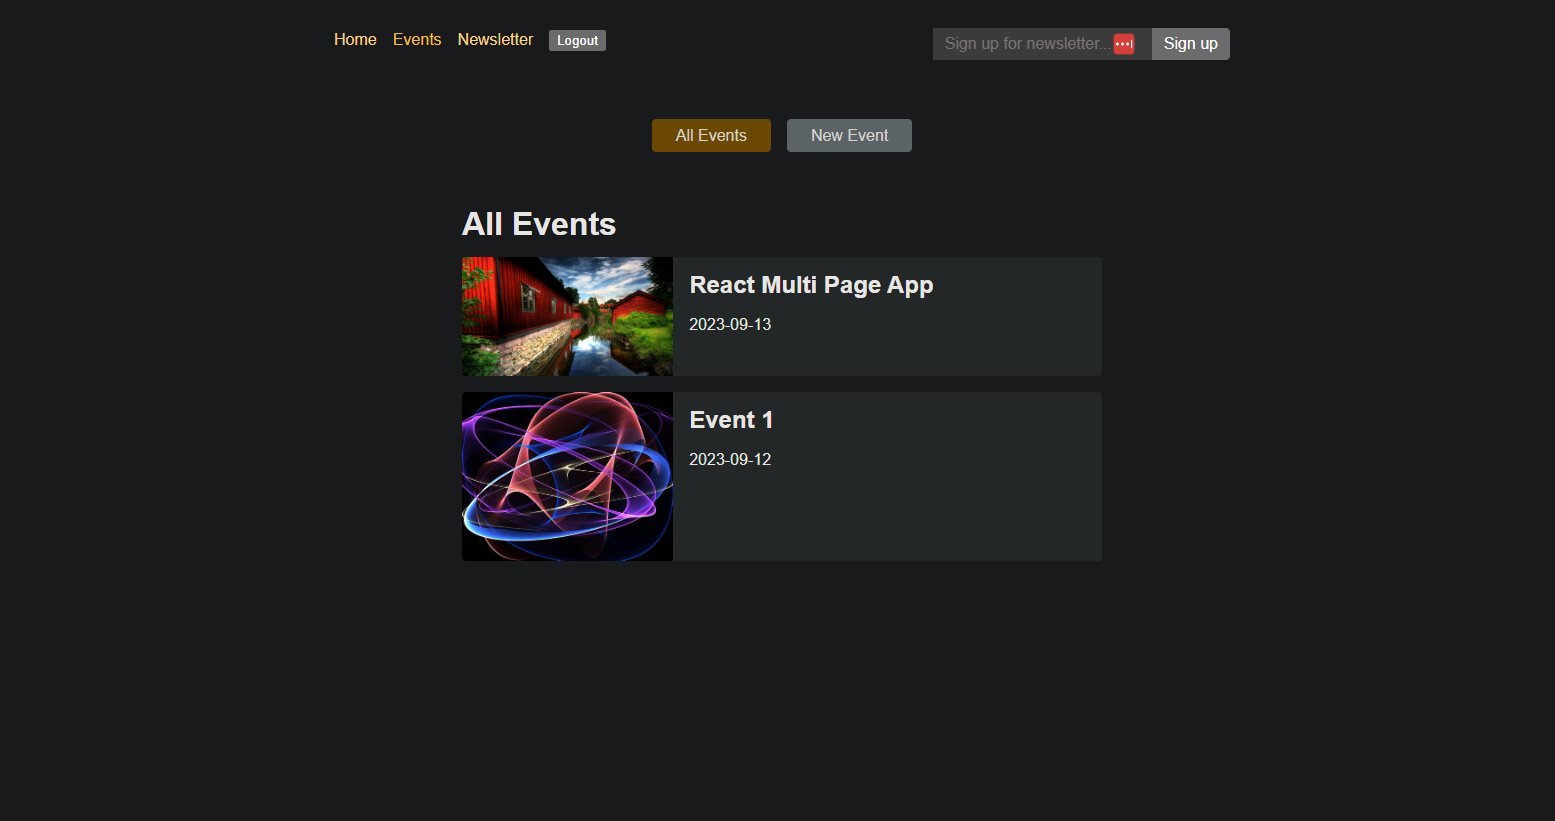 Home Events Newsletter Logout
Sign up for newsletter... Sign up
All Events New Event
All Events
React Multi Page App
2023-09-13
Event 1
2023-09-12